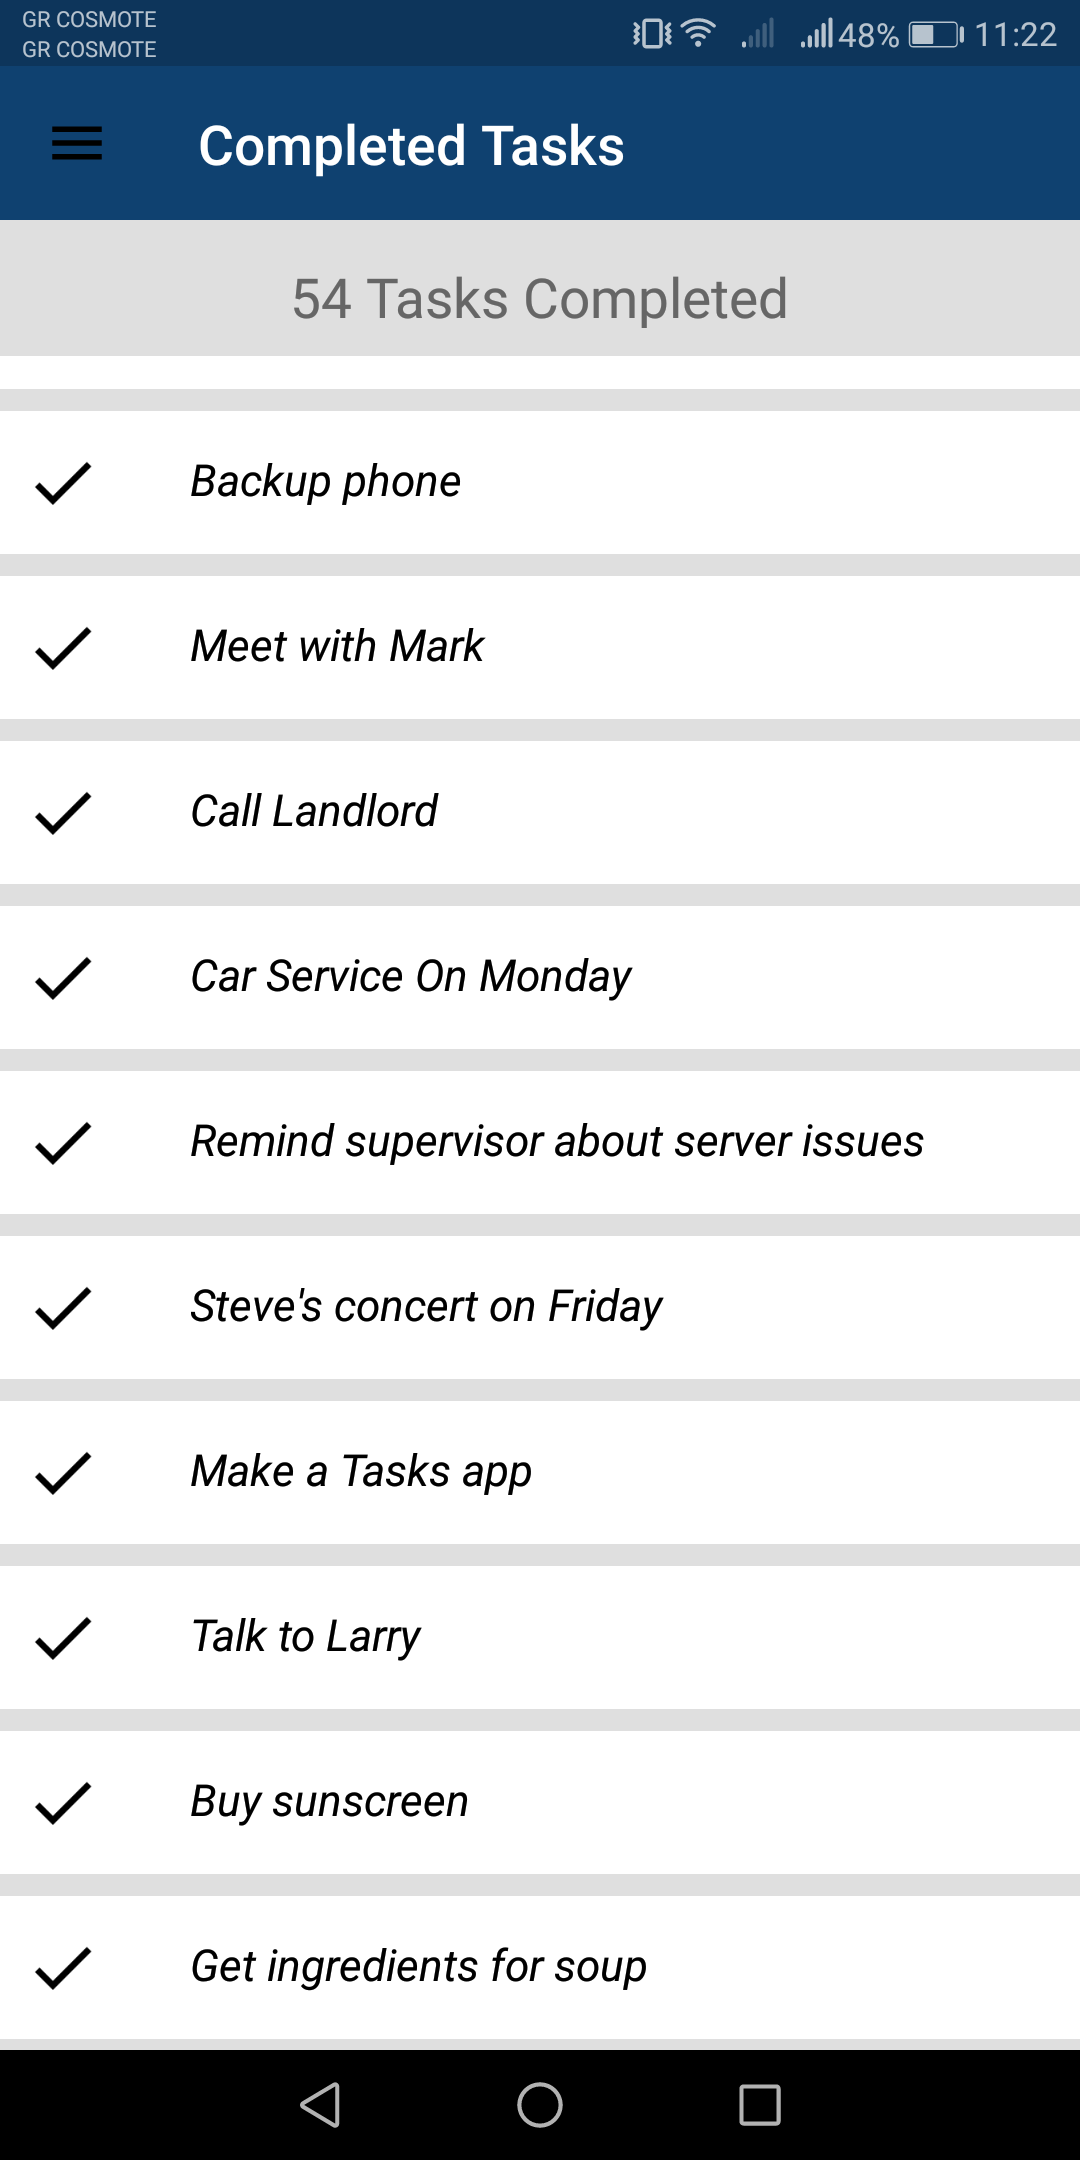 GR COSMOTE
GR COSMOTE
48% 11:22
Completed Tasks
54 Tasks Completed
Backup phone
Meet with Mark
Call Landlord
Car Service On Monday
Remind supervisor about server issues
Steve's concert on Friday
Make a Tasks app
Talk to Larry
Buy sunscreen
Get ingredients for soup